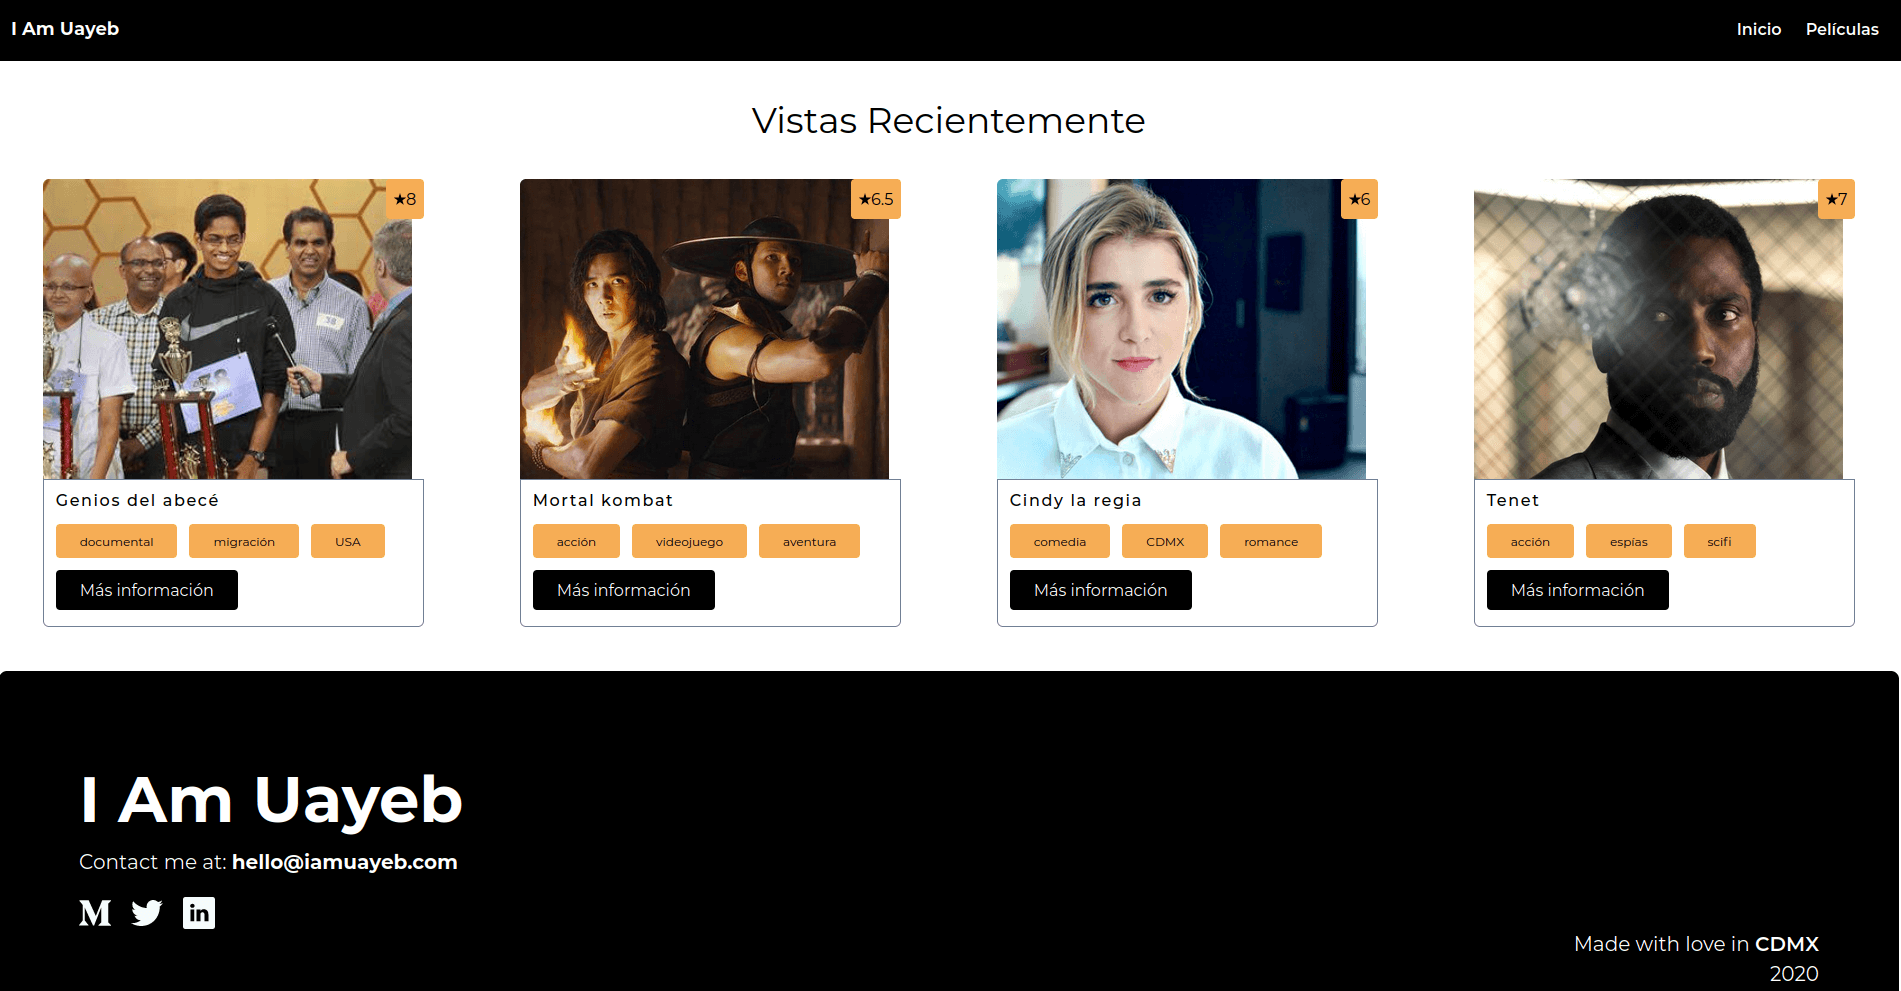 I Am Uayeb
Inicio Películas
Vistas Recientemente
★8
★6.5
★6
★7
Genios del abecé
documental migración USA
Más información
Mortal kombat
acción videojuego aventura
Más información
Cindy la regia
comedia CDMX romance
Más información
Tenet
acción espías scifi
Más información
I Am Uayeb
Contact me at: hello@iamuayeb.com
Made with love in CDMX
2020